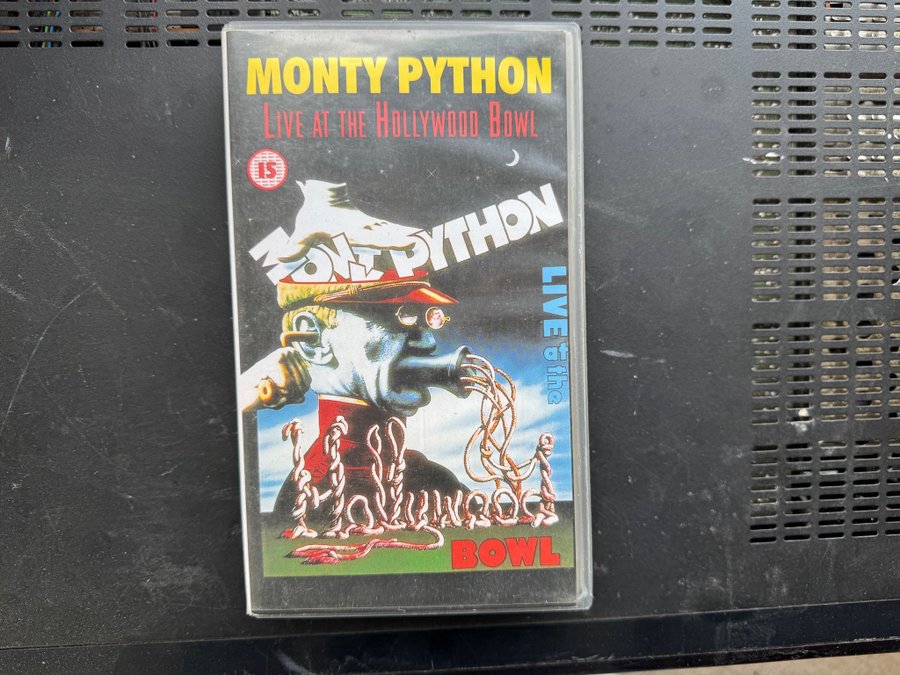 MONTY PYTHON
LIVE AT THE HOLLYWOOD BOWL
15
MONTY PYTHON
LIVE at the
HOLLYWOOD
BOWL